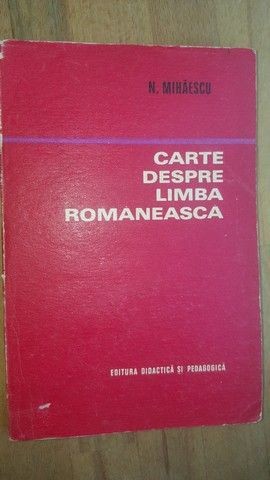 N. MIHĂESCU
CARTE
DESPRE
LIMBA
ROMANEASCA
EDITURA DIDACTICĂ ȘI PEDAGOGICĂ